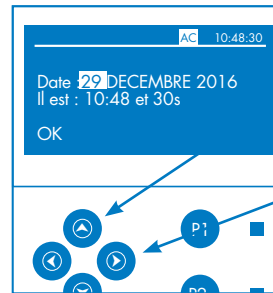 AC 10:48:30
Date : 29 DECEMBRE 2016
Il est : 10:48 et 30s
OK
P1
P2